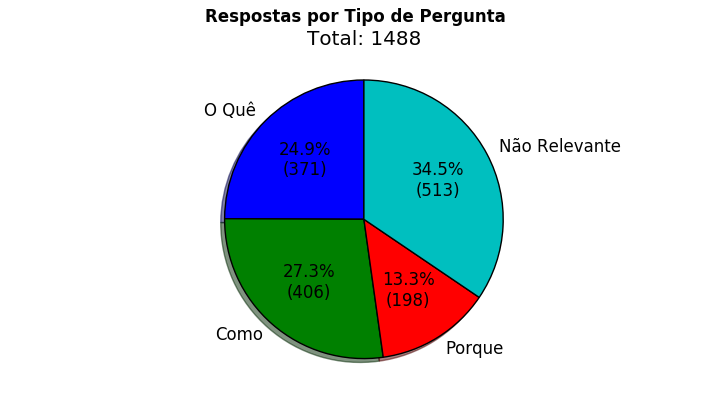 Respostas por Tipo de Pergunta
Total: 1488
O Quê
24.9%
(371)
Não Relevante
34.5%
(513)
27.3%
(406)
13.3%
(198)
Como
Porque